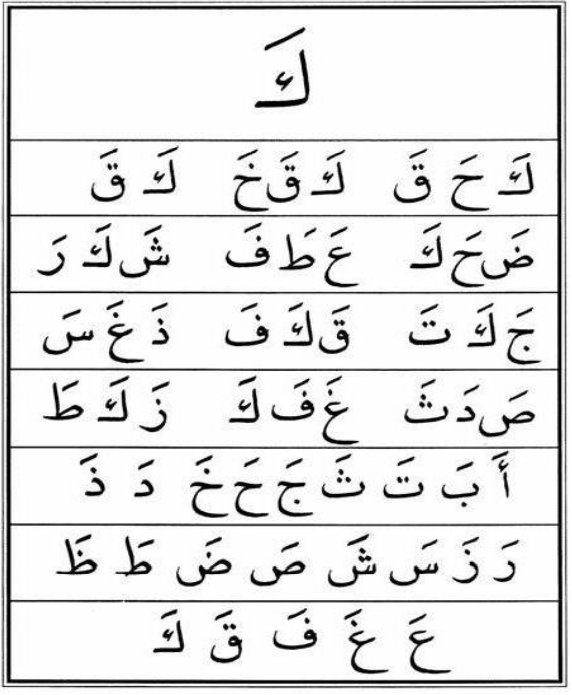 كَ
كَ حَ قَ كَ قَ خَ كَ قَ
ضَ حَ كَ عَ طَ فَ شَ كَ رَ
جَ كَ تَ قَ كَ فَ ذَ غَ سَ
صَ دَ ثَ غَ فَ كَ زَ كَ طَ
أَ بَ تَ ثَ جَ حَ خَ دَ ذَ
رَ زَ سَ شَ صَ ضَ طَ ظَ
عَ غَ فَ قَ كَ